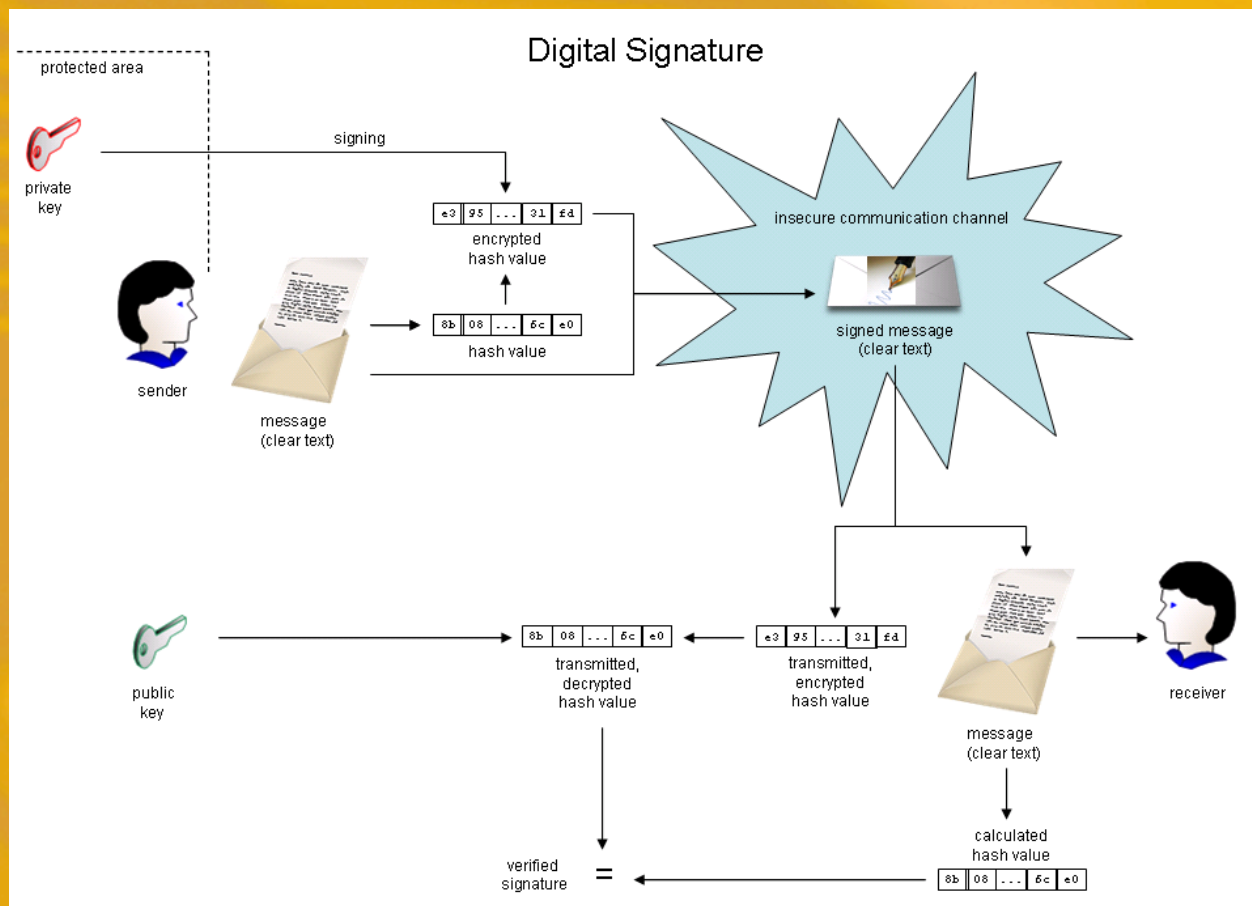 Digital Signature
protected area
signing
private
key
e3 95 ... 31 fd
encrypted
hash value
insecure communication channel
8b 08 ... 6c e0
hash value
signed message
(clear text)
sender
message
(clear text)
public
key
8b 08 ... 6c e0
transmitted,
decrypted
hash value
e3 95 ... 31 fd
transmitted,
encrypted
hash value
message
(clear text)
receiver
calculated
hash value
8b 08 ... 6c e0
verified
signature
=